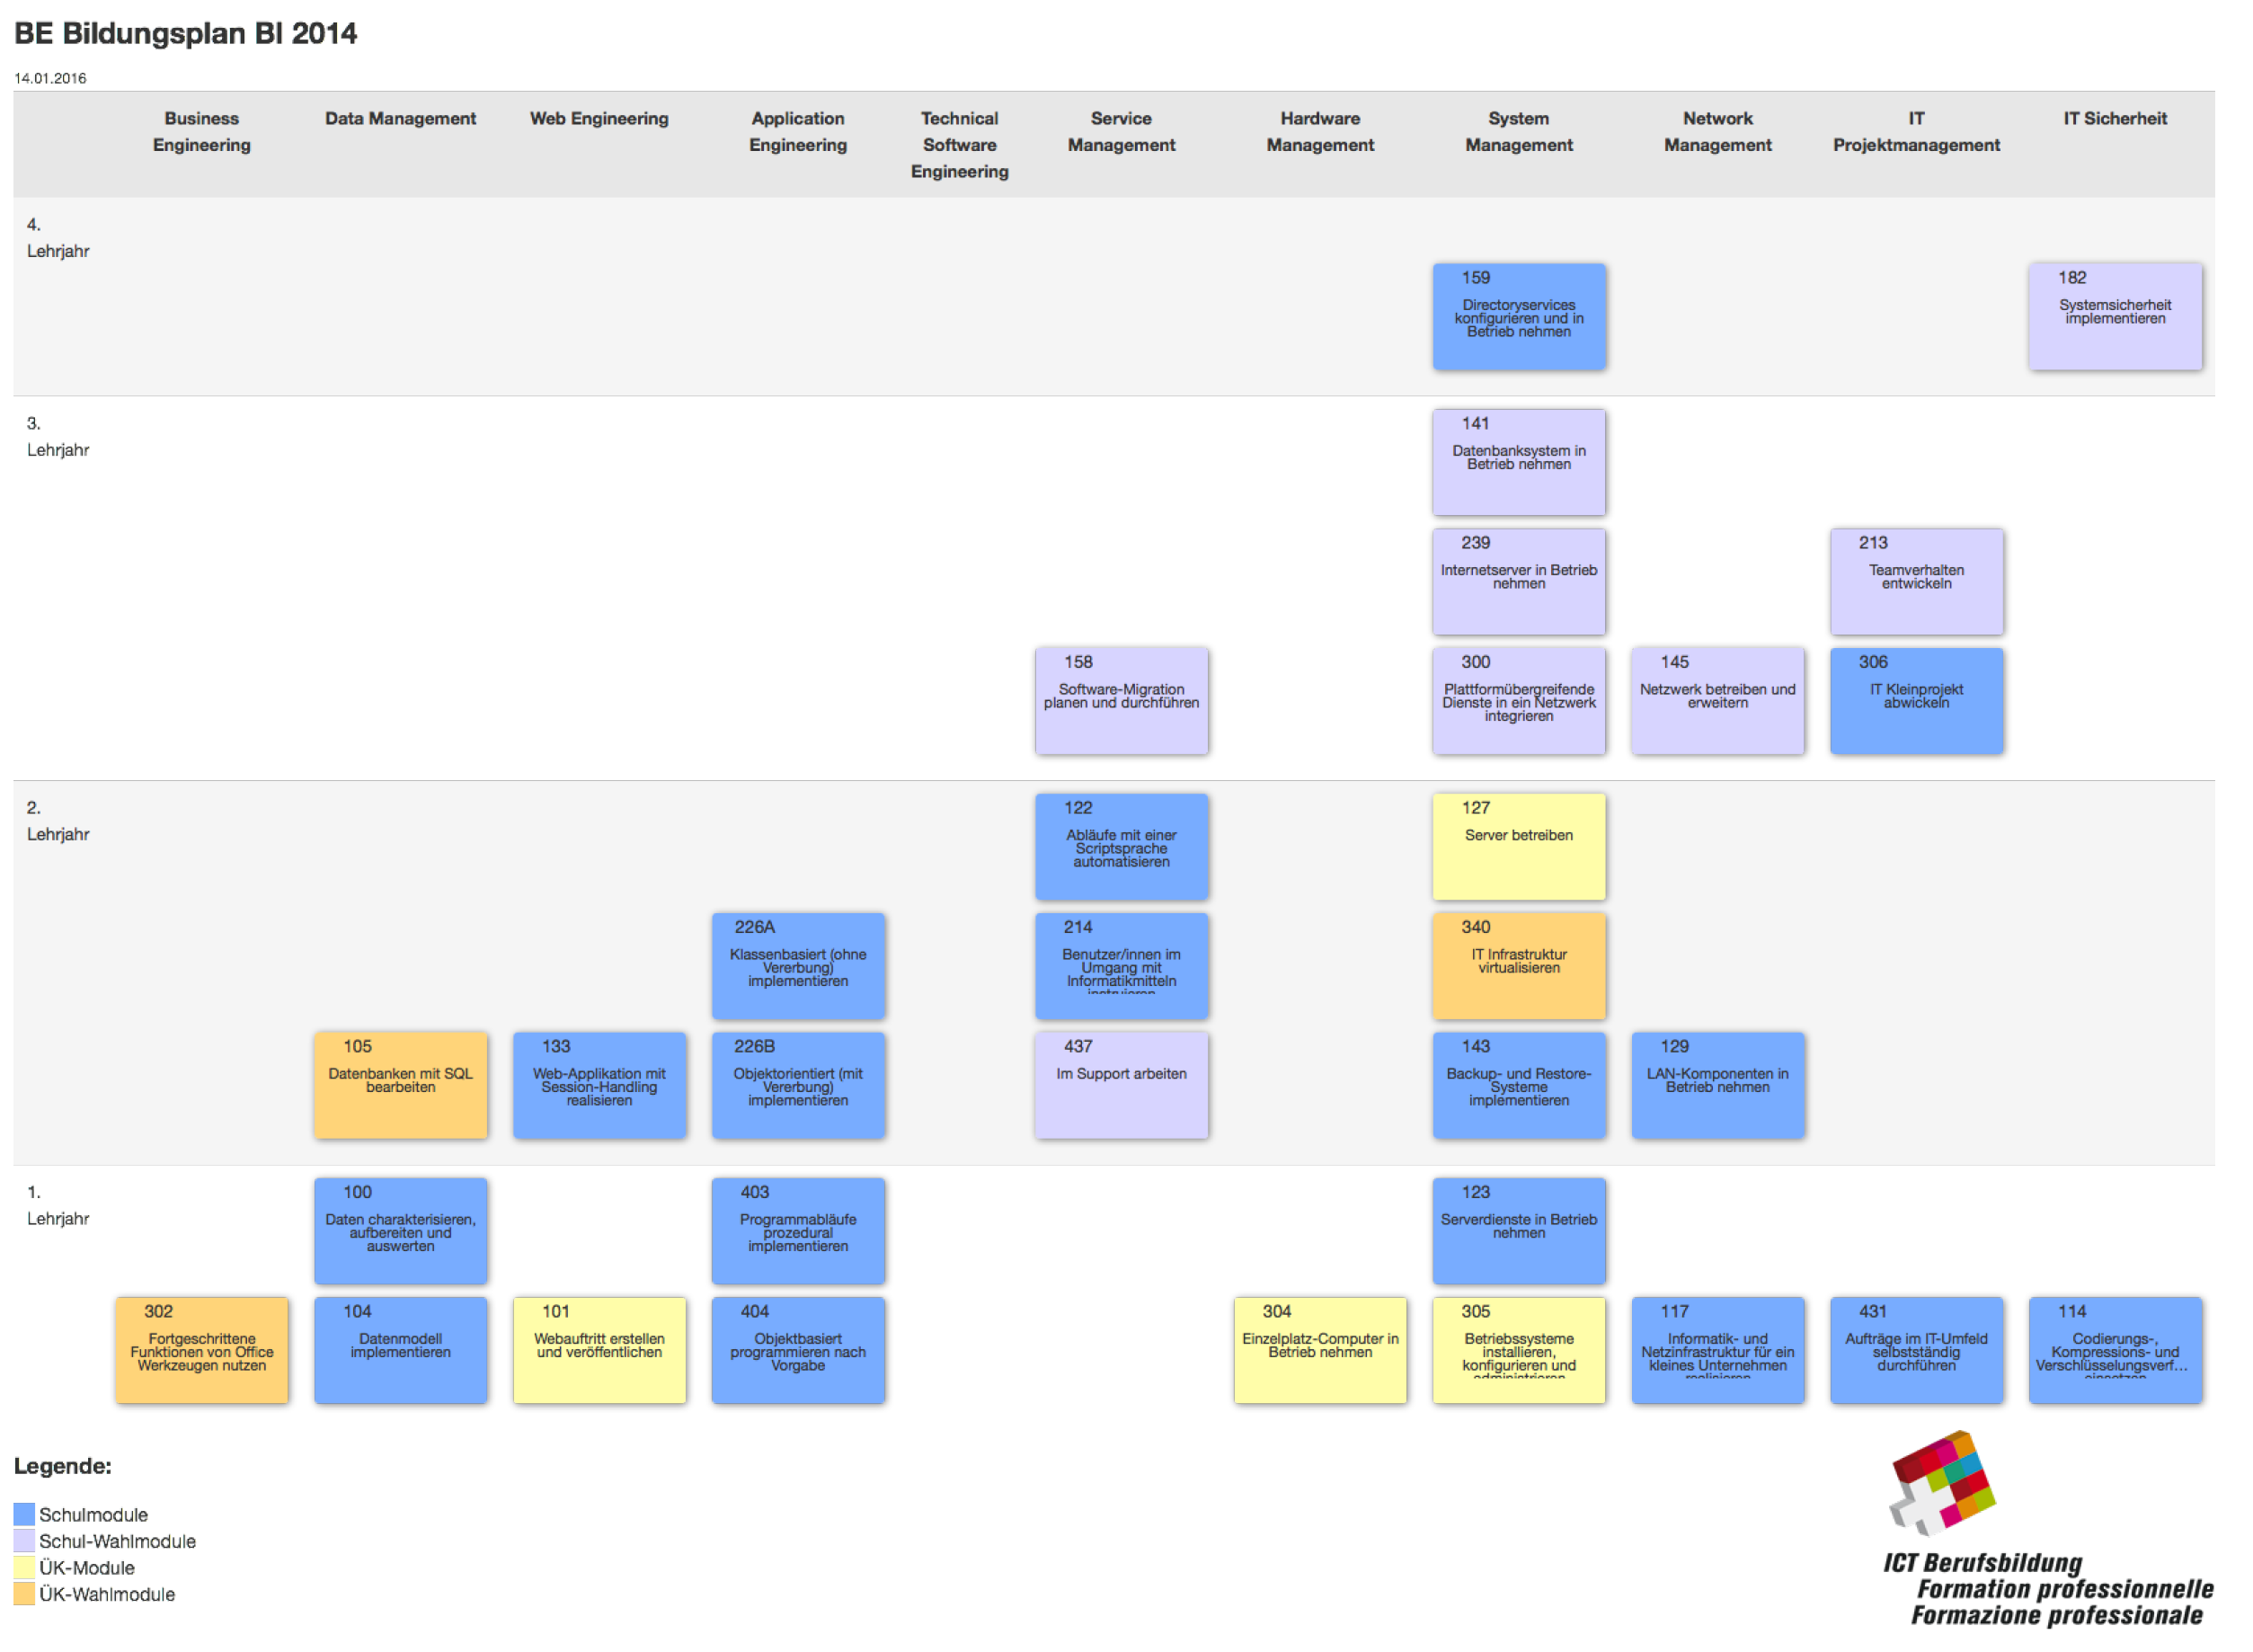 BE Bildungsplan BI 2014
14.01.2016
Business
Engineering
Data Management
Web Engineering
Application
Engineering
Technical
Software
Engineering
Service
Management
Hardware
Management
System
Management
Network
Management
IT
Projektmanagement
IT Sicherheit
4.
Lehrjahr
159
Directoryservices
konfigurieren und in
Betrieb nehmen
182
Systemsicherheit
implementieren
3.
Lehrjahr
141
Datenbanksystem in
Betrieb nehmen
239
Internetserver in Betrieb
nehmen
213
Teamverhalten
entwickeln
158
Software-Migration
planen und durchführen
300
Plattformübergreifende
Dienste in ein Netzwerk
integrieren
145
Netzwerk betreiben und
erweitern
306
IT Kleinprojekt
abwickeln
2.
Lehrjahr
122
Abläufe mit einer
Scriptsprache
automatisieren
127
Server betreiben
226A
Klassenbasiert (ohne
Vererbung)
implementieren
214
Benutzer/innen im
Umgang mit
Informatikmitteln
instruieren
340
IT Infrastruktur
virtualisieren
105
Datenbanken mit SQL
bearbeiten
133
Web-Applikation mit
Session-Handling
realisieren
226B
Objektorientiert (mit
Vererbung)
implementieren
437
Im Support arbeiten
143
Backup- und Restore-
Systeme
implementieren
129
LAN-Komponenten in
Betrieb nehmen
1.
Lehrjahr
100
Daten charakterisieren,
aufbereiten und
auswerten
403
Programmabläufe
prozedural
implementieren
123
Serverdienste in Betrieb
nehmen
302
Fortgeschrittene
Funktionen von Office
Werkzeugen nutzen
104
Datenmodell
implementieren
101
Webauftritt erstellen
und veröffentlichen
404
Objektbasiert
programmieren nach
Vorgabe
304
Einzelplatz-Computer in
Betrieb nehmen
305
Betriebssysteme
installieren,
konfigurieren und
administrieren
117
Informatik- und
Netzinfrastruktur für ein
kleines Unternehmen
realisieren
431
Aufträge im IT-Umfeld
selbstständig
durchführen
114
Codierungs-,
Kompressions- und
Verschlüsselungsverf...
einsetzen
Legende:
Schulmodule
Schul-Wahlmodule
ÜK-Module
ÜK-Wahlmodule
ICT Berufsbildung
Formation professionnelle
Formazione professionale